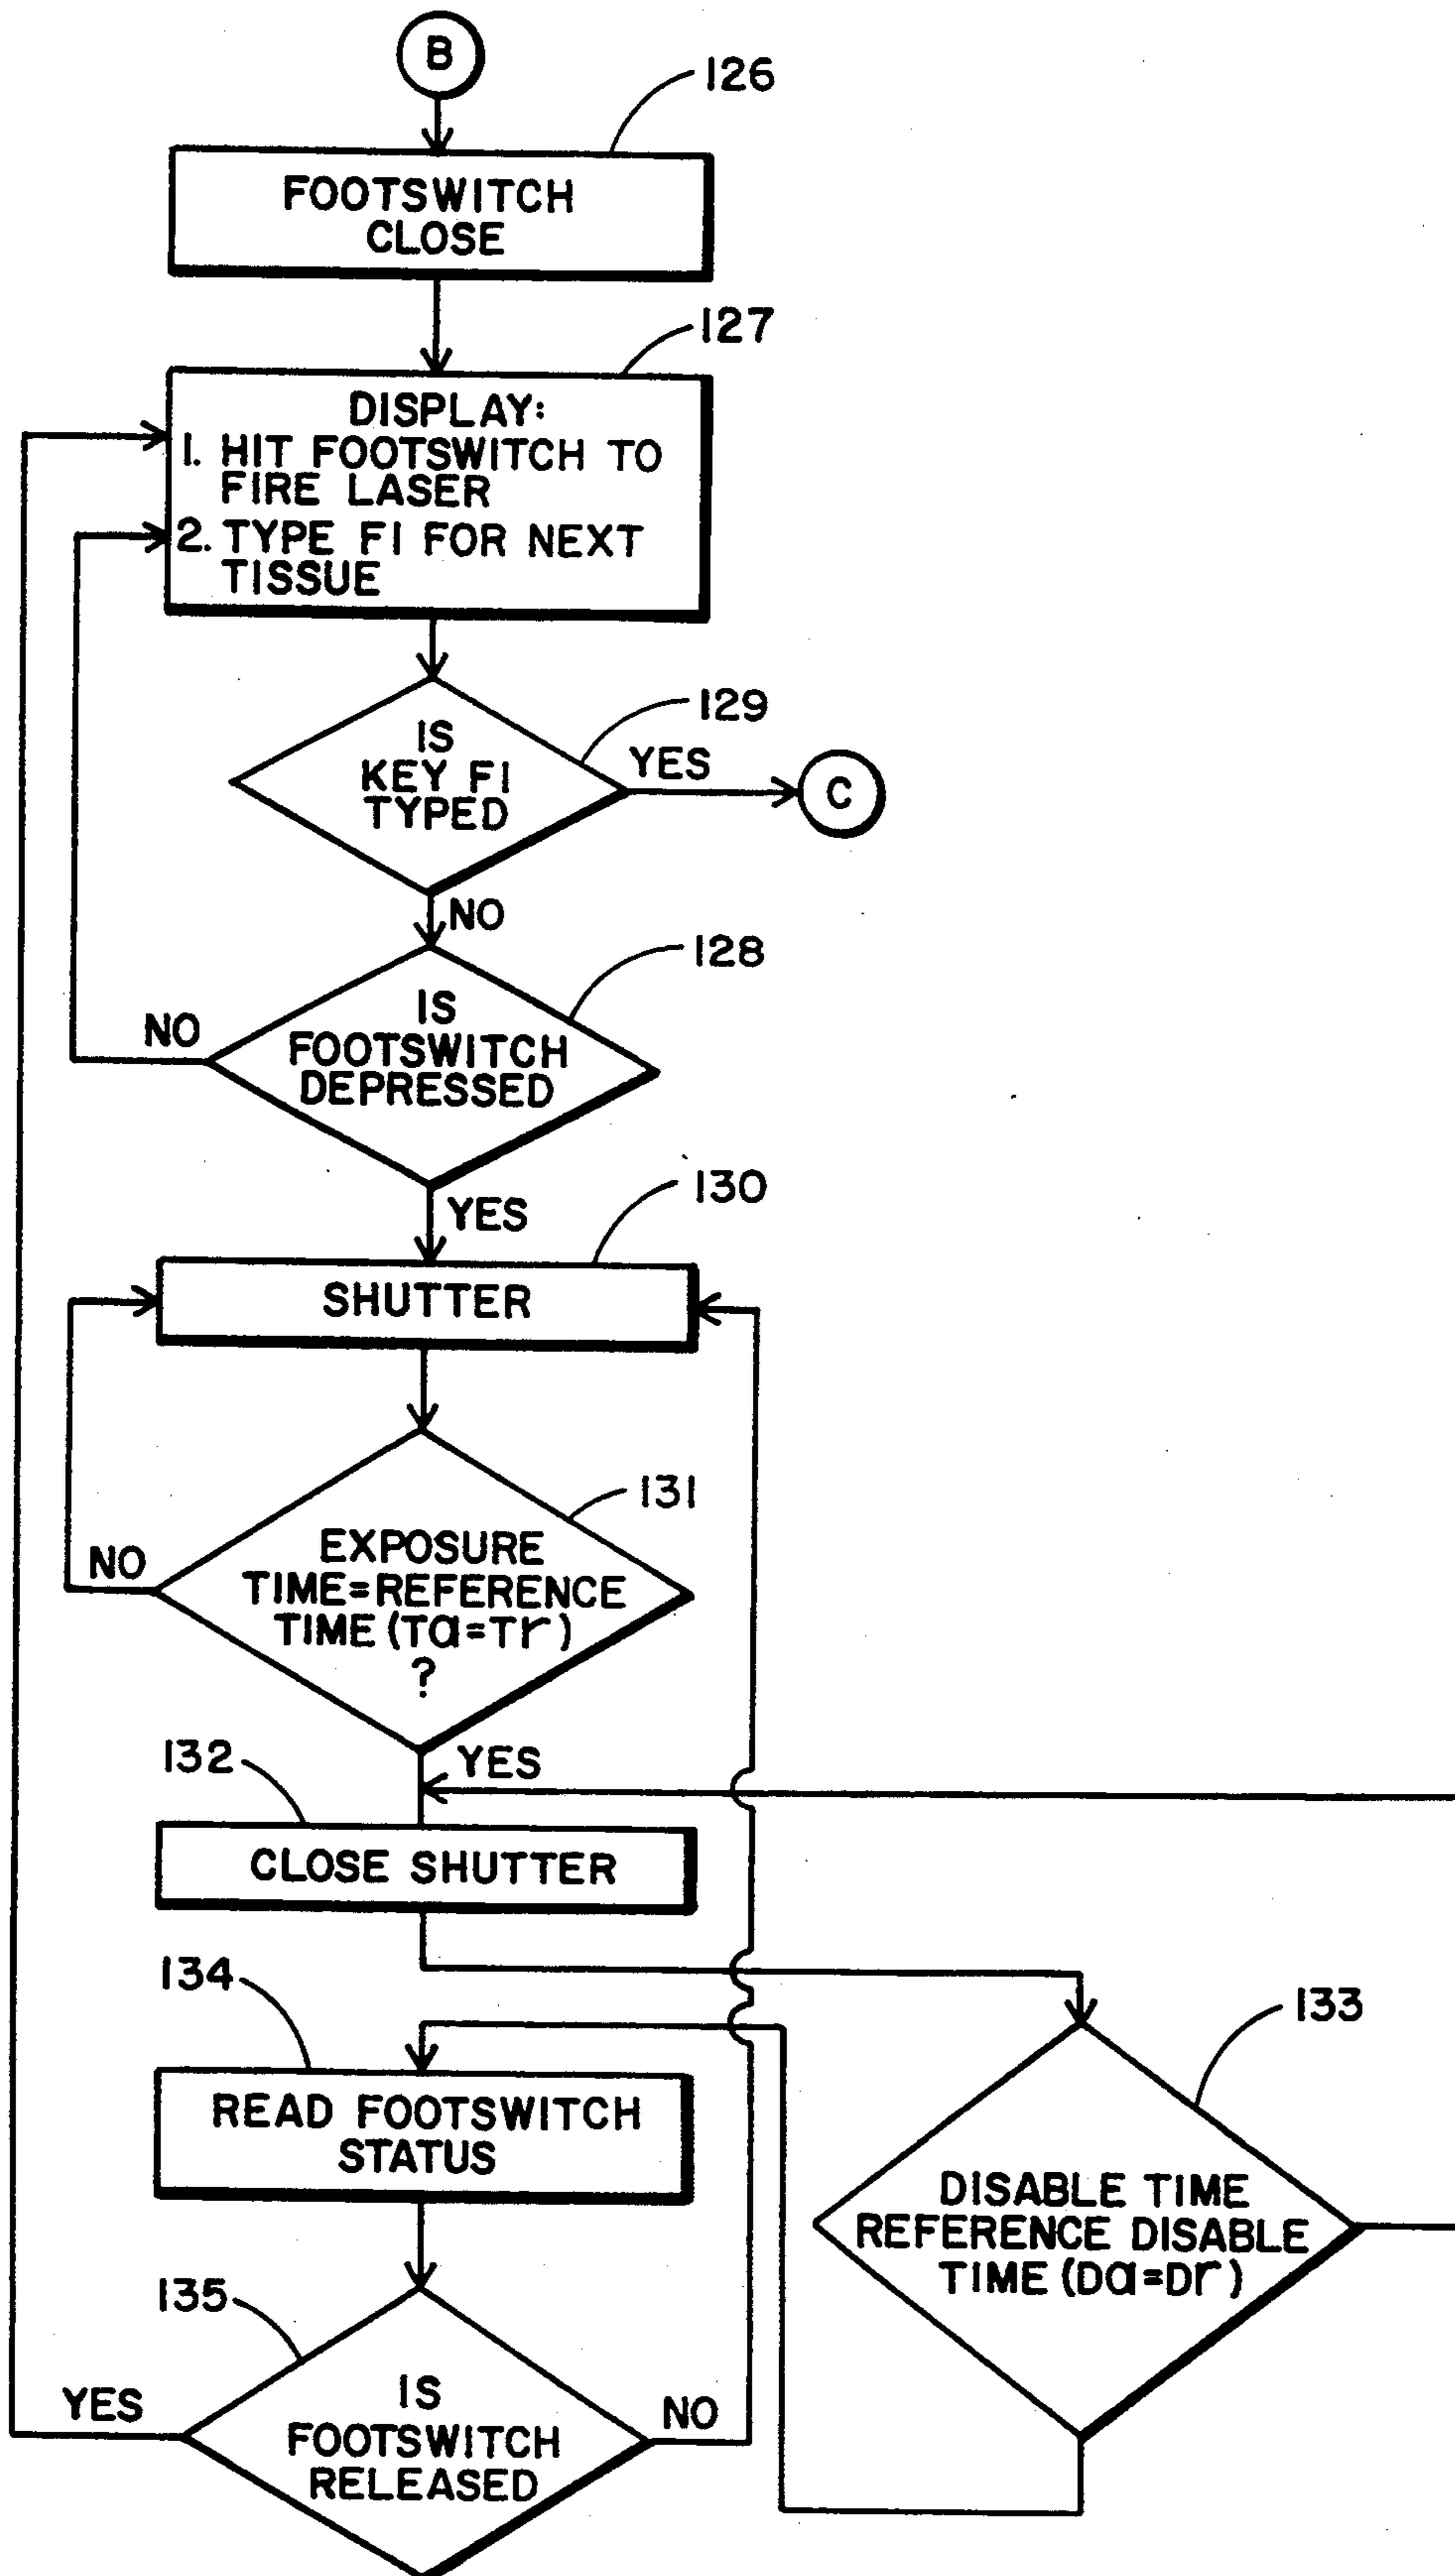 B
126
FOOTSWITCH
CLOSE
127
DISPLAY:
1. HIT FOOTSWITCH TO
FIRE LASER
2. TYPE F1 FOR NEXT
TISSUE
129
IS
KEY F1
TYPED
YES
C
NO
128
IS
FOOTSWITCH
DEPRESSED
NO
YES
130
SHUTTER
131
EXPOSURE
TIME=REFERENCE
TIME (Ta=Tr)
?
NO
YES
132
CLOSE SHUTTER
134
133
READ FOOTSWITCH
STATUS
DISABLE TIME
REFERENCE DISABLE
TIME (Da=Dr)
135
IS
FOOTSWITCH
RELEASED
YES
NO